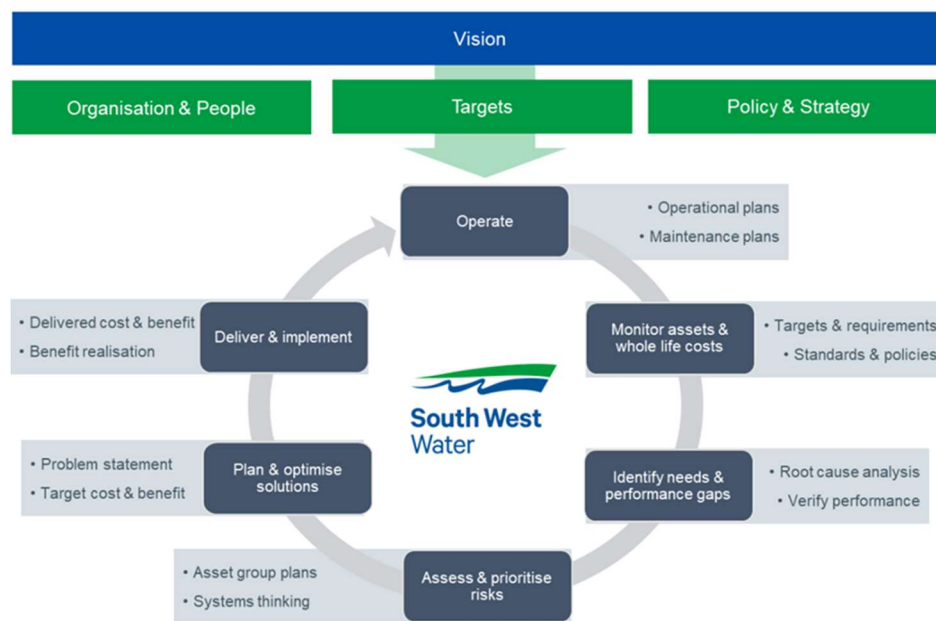 Vision
Organisation & People
Targets
Policy & Strategy
Operate
• Operational plans
• Maintenance plans
Monitor assets &
whole life costs
• Targets & requirements
• Standards & policies
Identify needs &
performance gaps
• Root cause analysis
• Verify performance
Assess & prioritise
risks
• Asset group plans
• Systems thinking
Plan & optimise
solutions
• Problem statement
• Target cost & benefit
Deliver & implement
• Delivered cost & benefit
• Benefit realisation
South West
Water